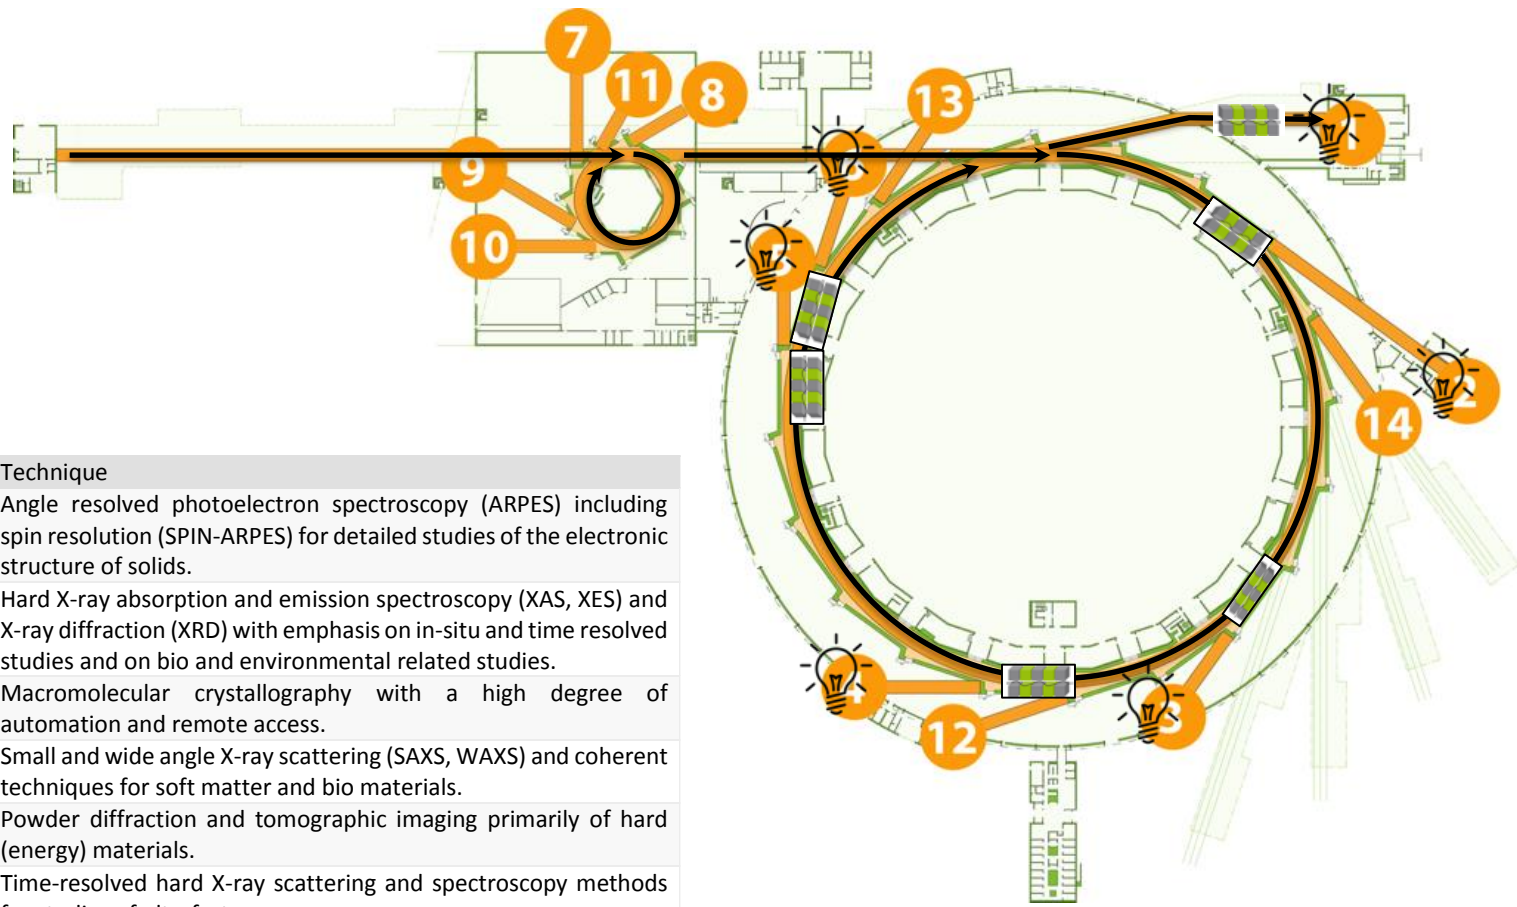 7
11
8
13
1
9
5
10
2
14
Technique
Angle resolved photoelectron spectroscopy (ARPES) including
spin resolution (SPIN-ARPES) for detailed studies of the electronic
structure of solids.
Hard X-ray absorption and emission spectroscopy (XAS, XES) and
X-ray diffraction (XRD) with emphasis on in-situ and time resolved
studies and on bio and environmental related studies.
Macromolecular crystallography with a high degree of
automation and remote access.
Small and wide angle X-ray scattering (SAXS, WAXS) and coherent
techniques for soft matter and bio materials.
Powder diffraction and tomographic imaging primarily of hard
(energy) materials.
Time-resolved hard X-ray scattering and spectroscopy methods
4
3
12